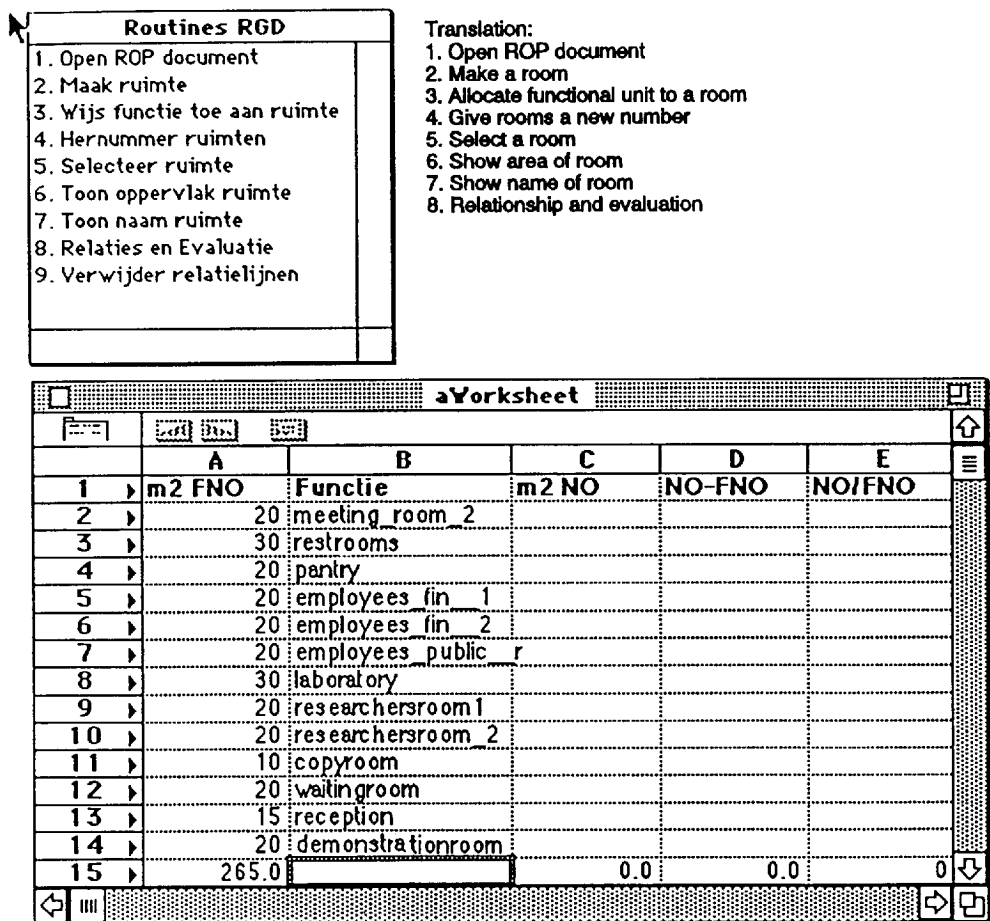 Routines RGD
1. Open ROP document
2. Maak ruimte
3. Wijs functie toe aan ruimte
4. Hernummer ruimten
5. Selecteer ruimte
6. Toon oppervlak ruimte
7. Toon naam ruimte
8. Relaties en Evaluatie
9. Verwijder relatielijnen
Translation:
1. Open ROP document
2. Make a room
3. Allocate functional unit to a room
4. Give rooms a new number
5. Select a room
6. Show area of room
7. Show name of room
8. Relationship and evaluation
aWorksheet
A B C D E
1 m2 FNO Functie m2 NO NO-FNO NO/FNO
2 20 meeting_room_2
3 30 restrooms
4 20 pantry
5 20 employees_fin__1
6 20 employees_fin__2
7 20 employees_public__r
8 30 laboratory
9 20 researchersroom1
10 20 researchersroom_2
11 10 copyroom
12 20 waitingroom
13 15 reception
14 20 demonstrationroom
15 265.0 0.0 0.0 0